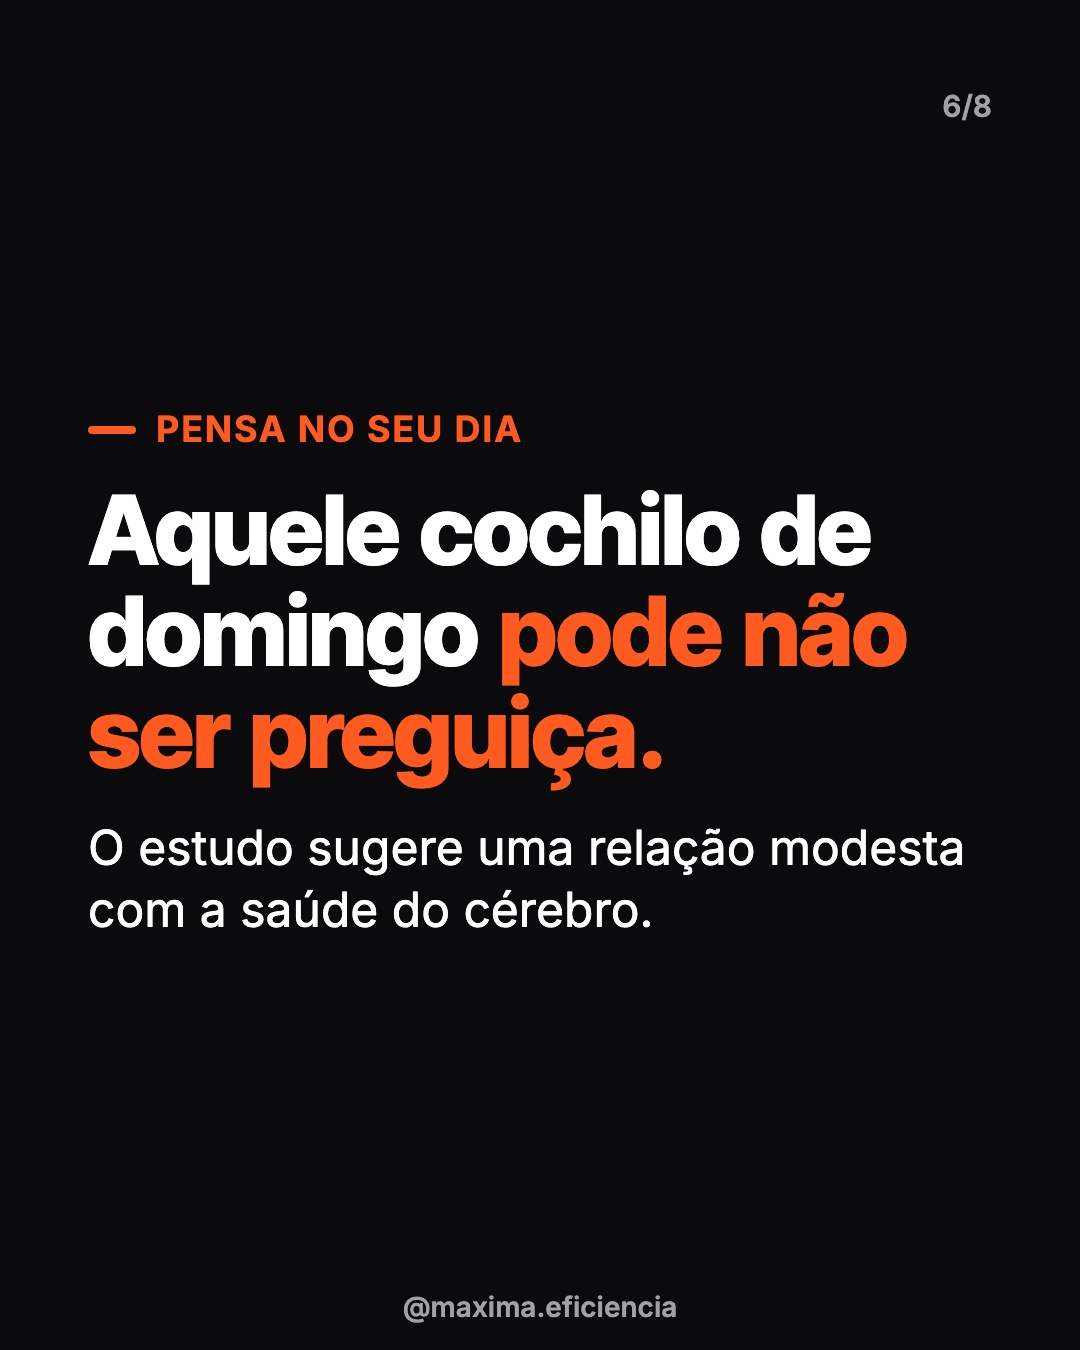 6/8
PENSA NO SEU DIA
Aquele cochilo de
domingo pode não
ser preguiça.
O estudo sugere uma relação modesta
com a saúde do cérebro.
@maxima.eficiencia